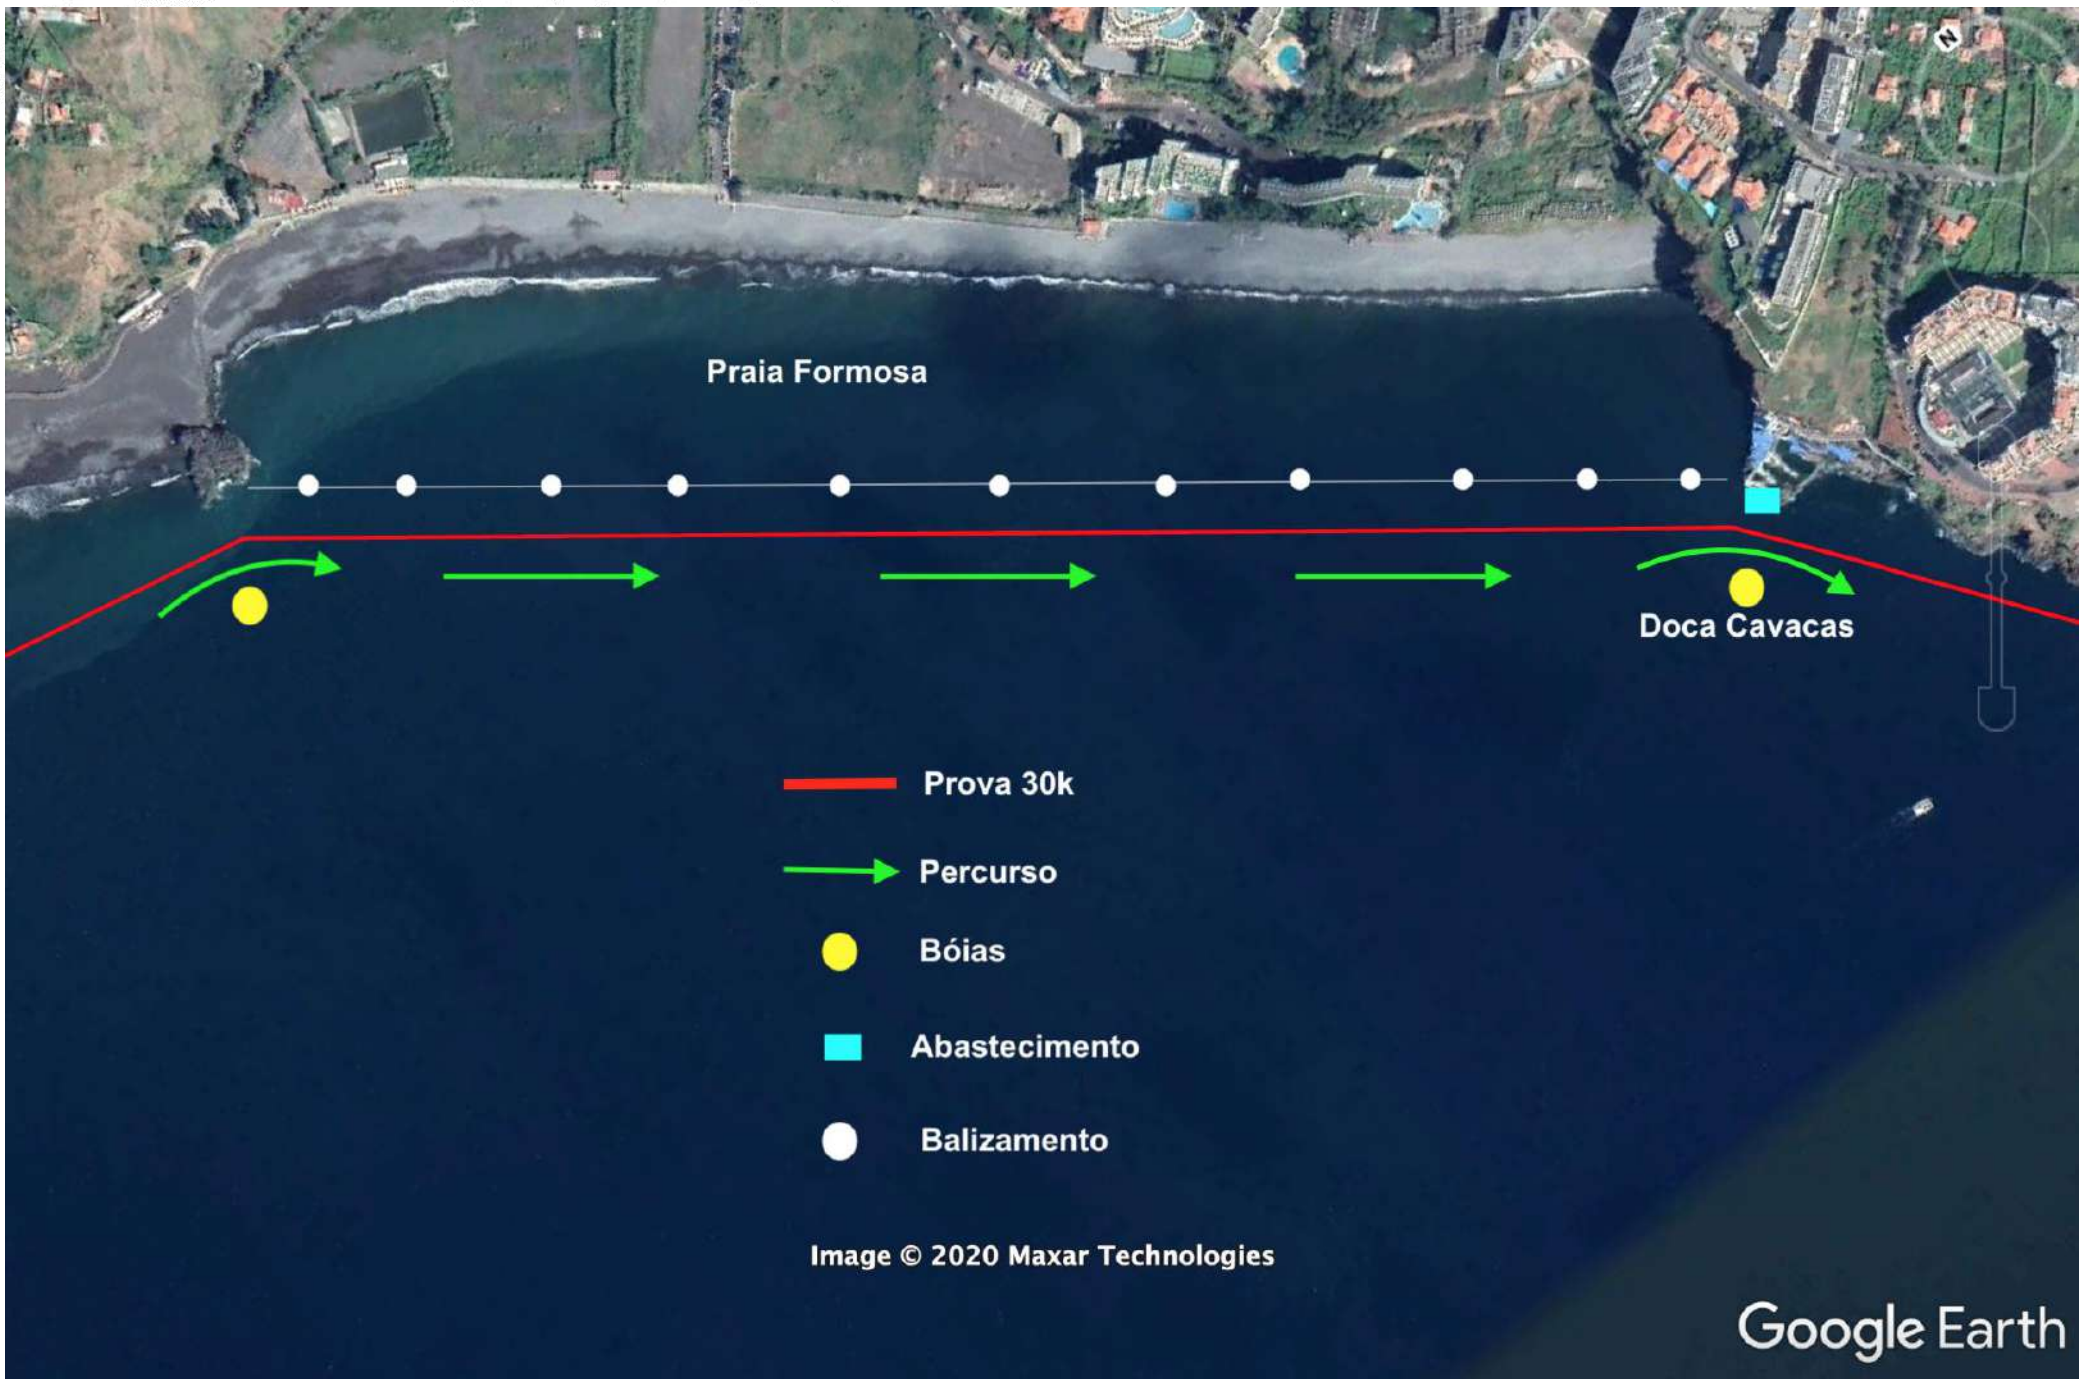 N
Praia Formosa
Doca Cavacas
Prova 30k
Percurso
Bóias
Abastecimento
Balizamento
Image © 2020 Maxar Technologies
Google Earth